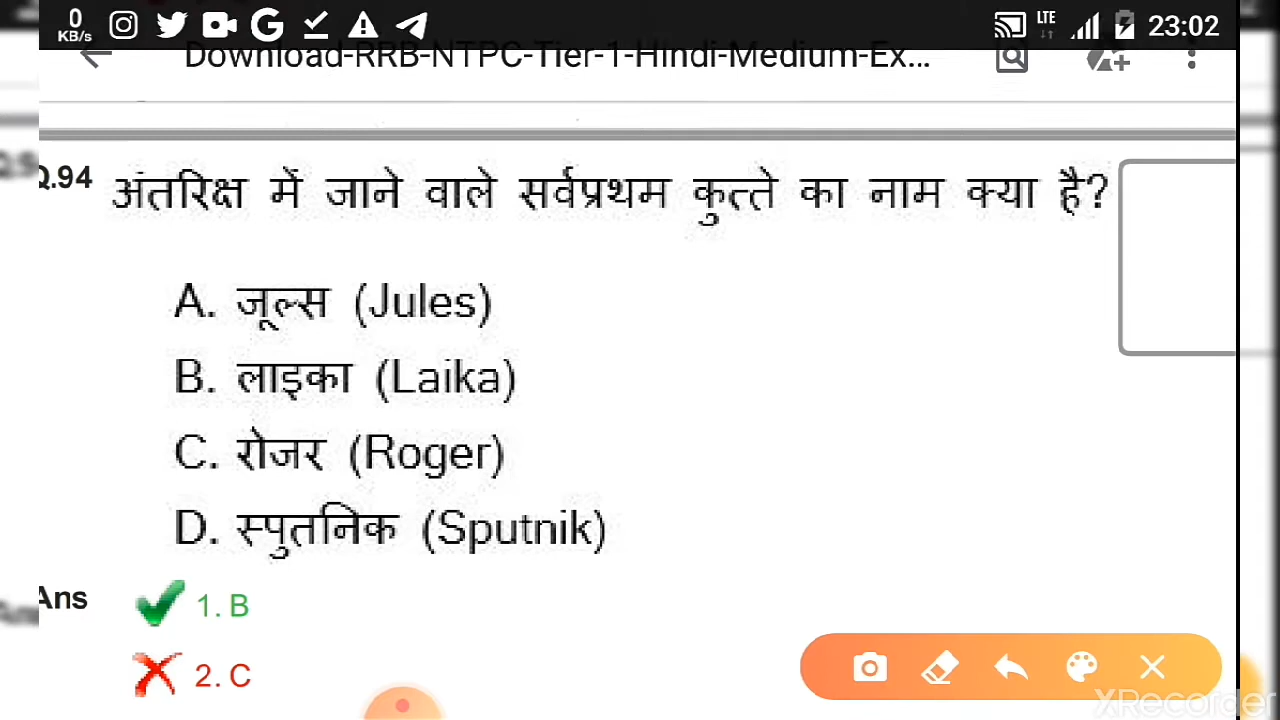 0
KB/s
LTE
23:02
Download-RRB-NTPC-Tier-1-Hindi-Medium-Ex...
Q.94 अंतरिक्ष में जाने वाले सर्वप्रथम कुत्ते का नाम क्या है?
A. जूल्स (Jules)
B. लाइका (Laika)
C. रोजर (Roger)
D. स्पुतनिक (Sputnik)
Ans 1. B
2. C
XRecorder